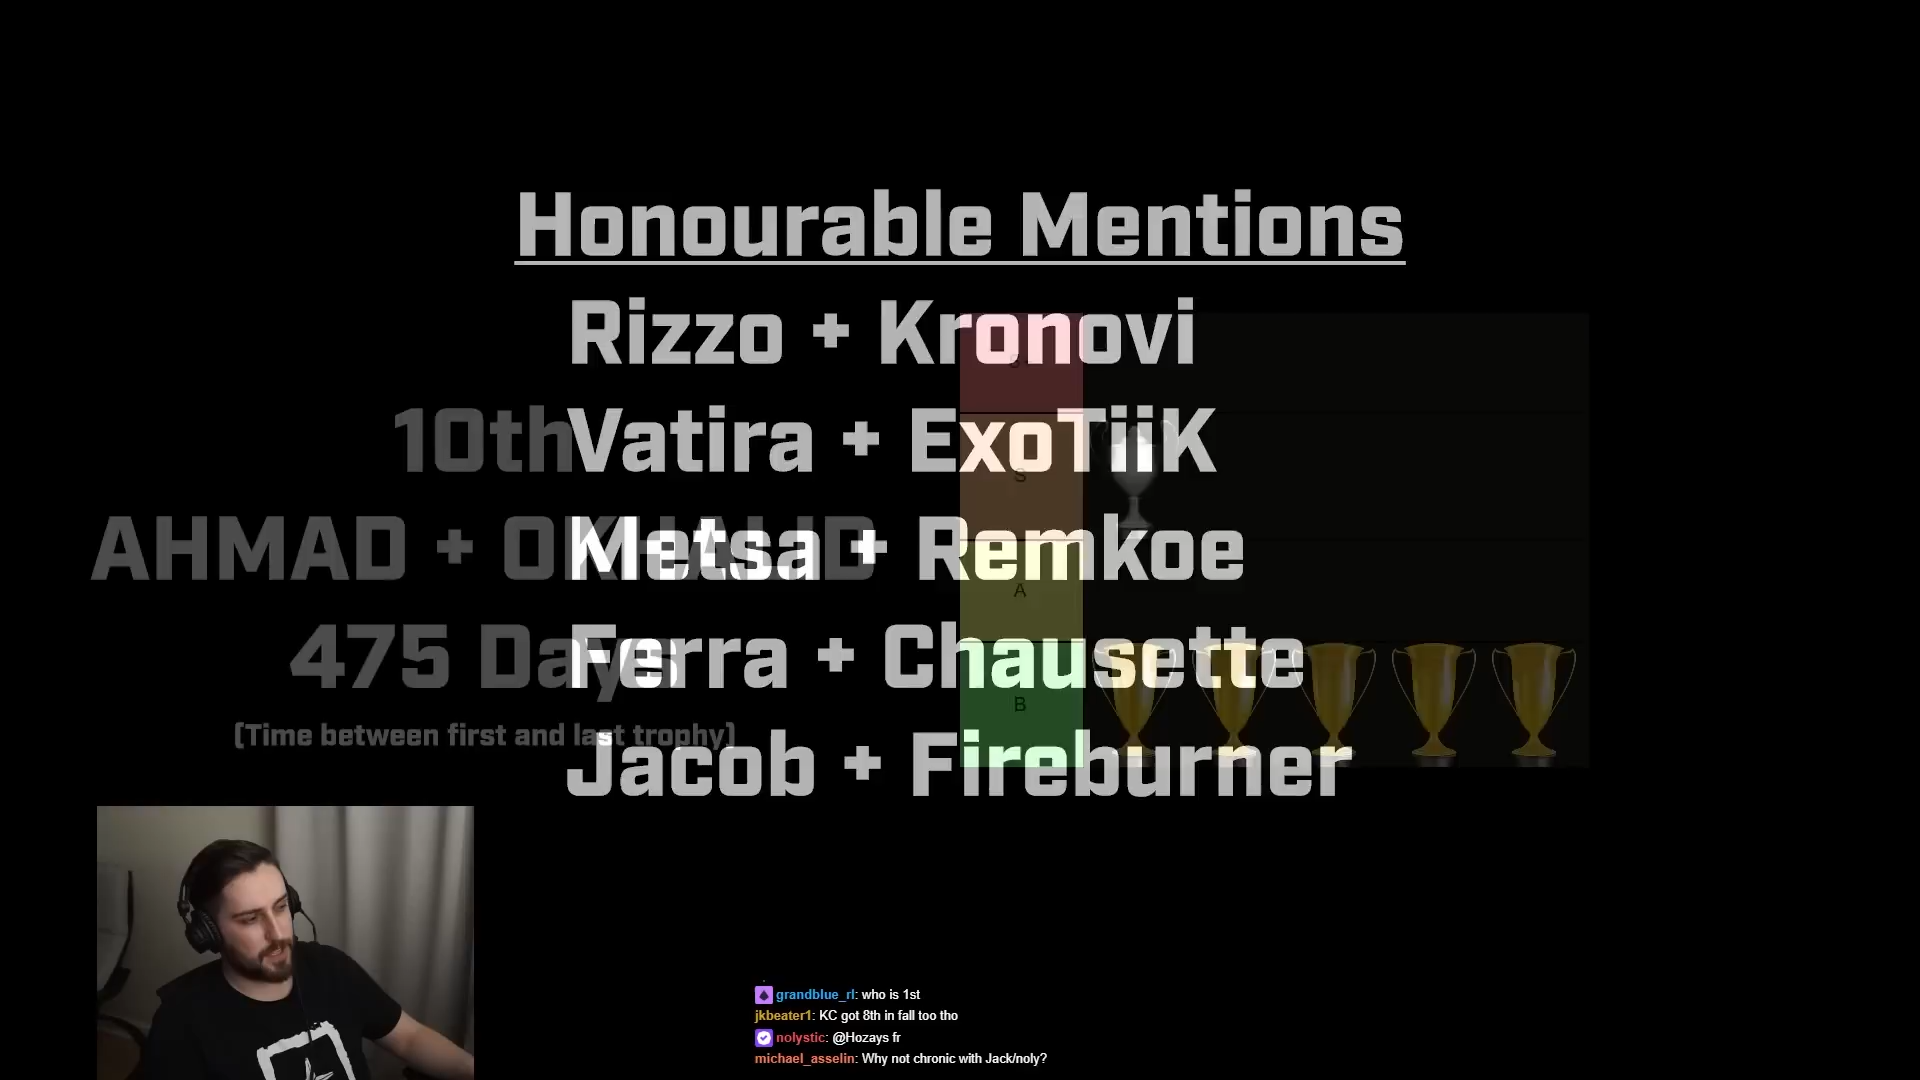 Honourable Mentions
Rizzo + Kronovi
Vatira + ExoTiiK
Metsa + Remkoe
Ferra + Chausette
Jacob + Fireburner
10th
AHMAD + OKHALID
475 Days
(Time between first and last trophy)
S
A
B
grandblue_rl: who is 1st
jkbeater1: KC got 8th in fall too tho
nolystic: @Hozays fr
michael_asselin: Why not chronic with Jack/noly?